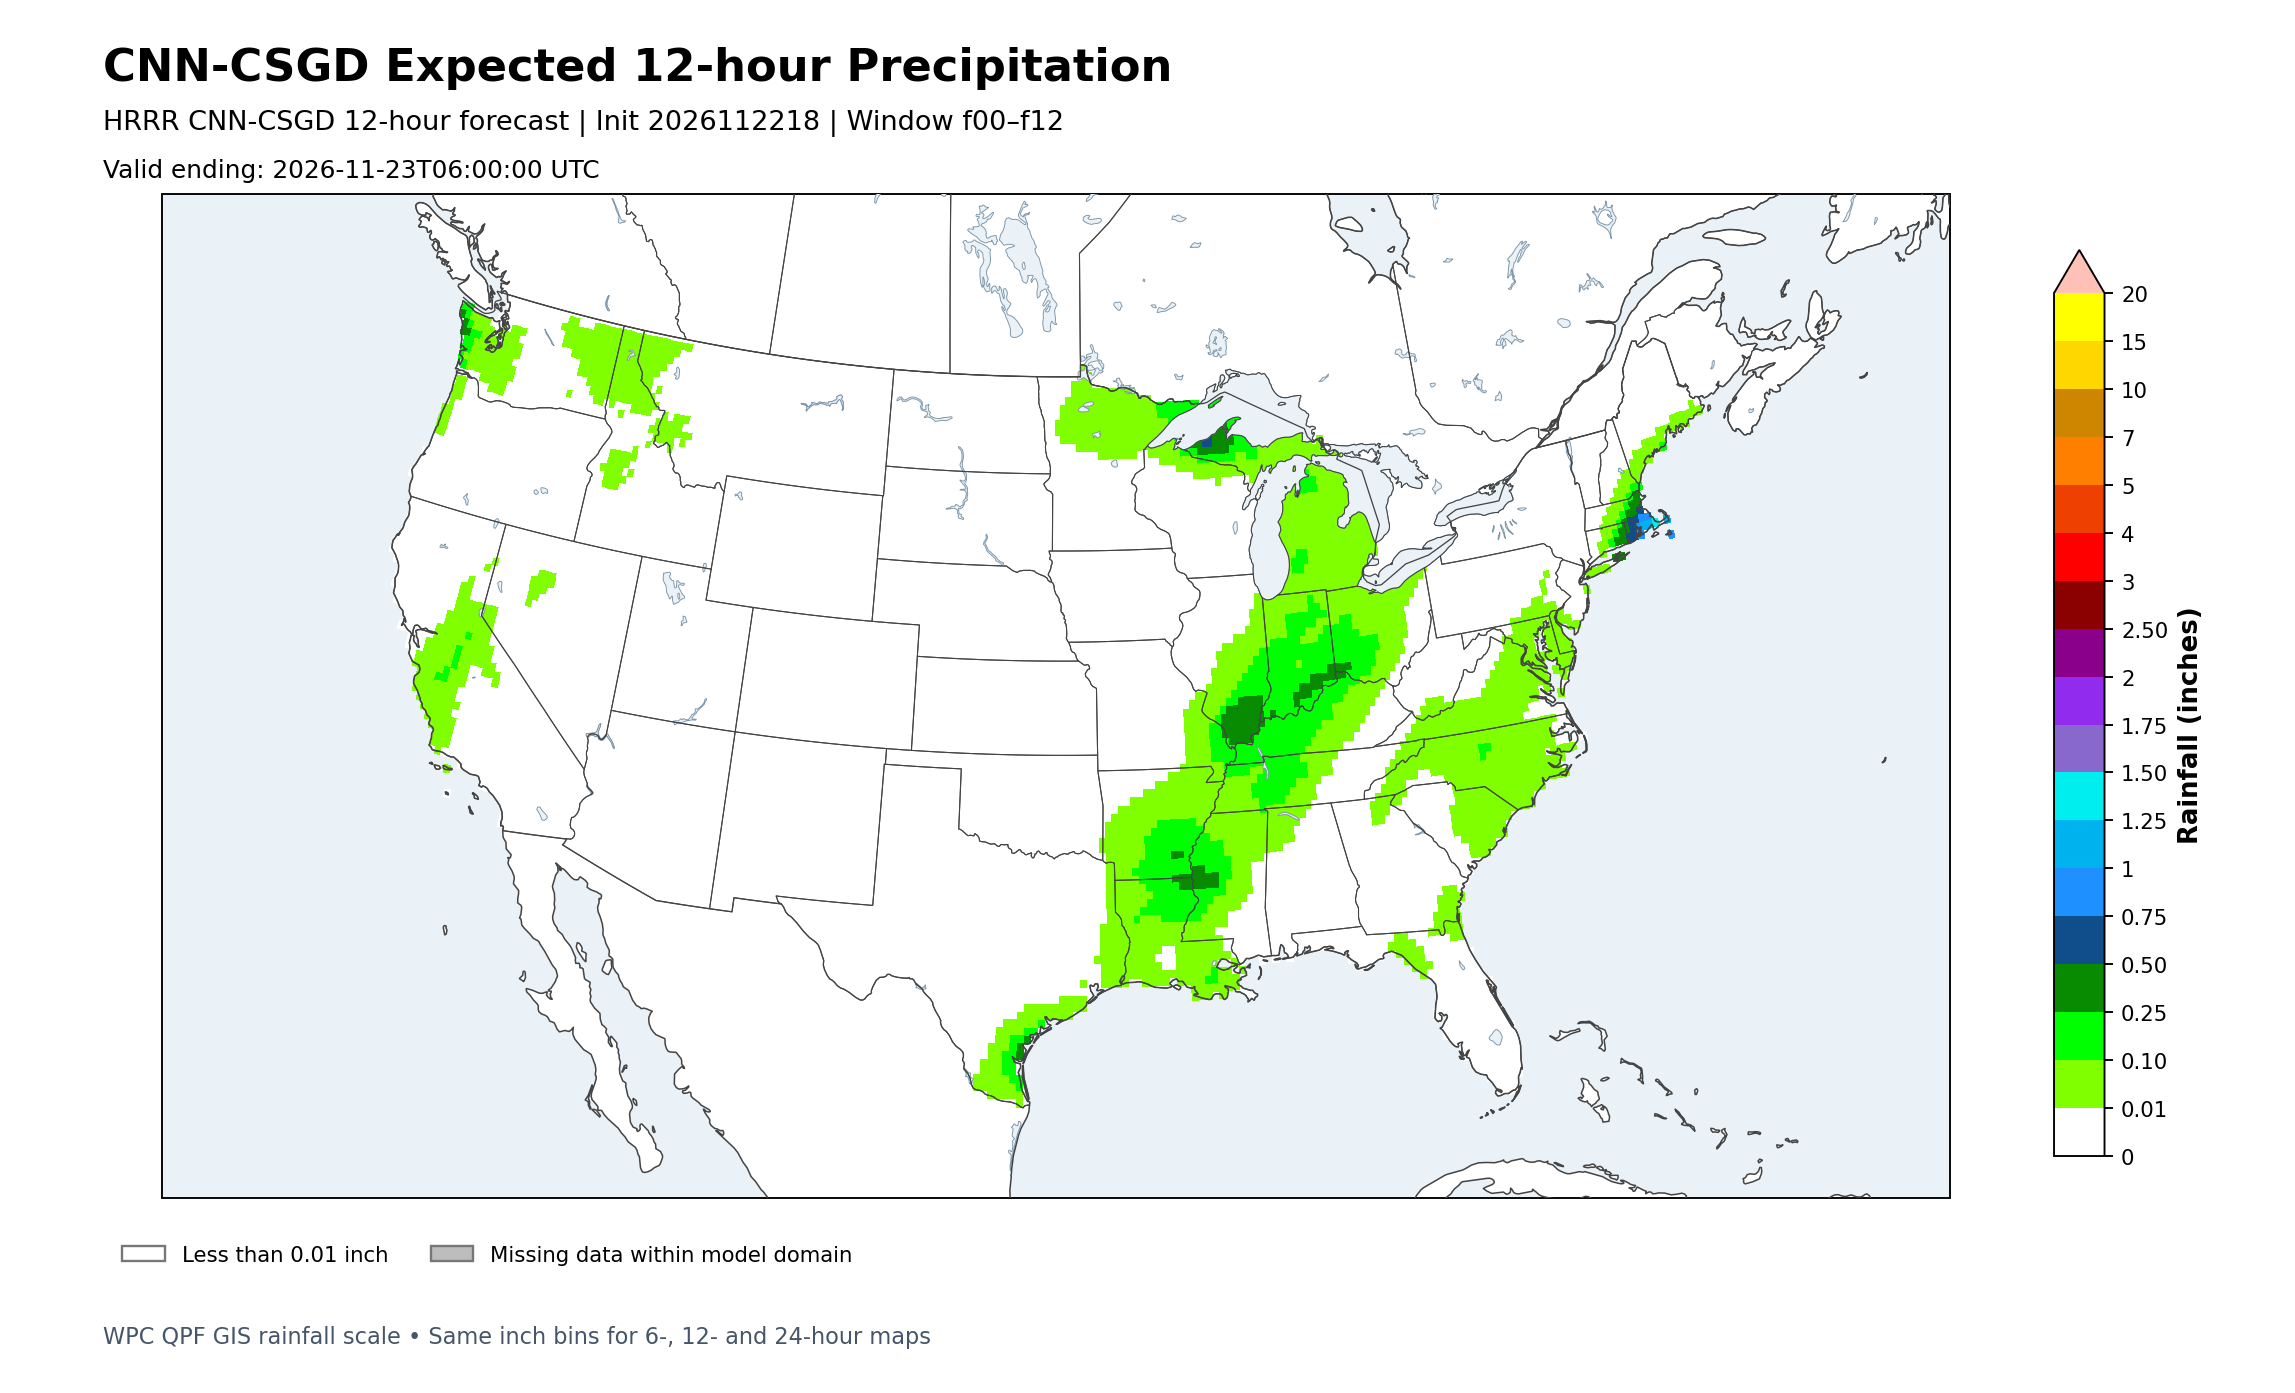 CNN-CSGD Expected 12-hour Precipitation
HRRR CNN-CSGD 12-hour forecast | Init 2026112218 | Window f00–f12
Valid ending: 2026-11-23T06:00:00 UTC
20
15
10
7
5
4
3
2.50
2
1.75
1.50
1.25
1
0.75
0.50
0.25
0.10
0.01
0
Rainfall (inches)
Less than 0.01 inch
Missing data within model domain
WPC QPF GIS rainfall scale • Same inch bins for 6-, 12- and 24-hour maps